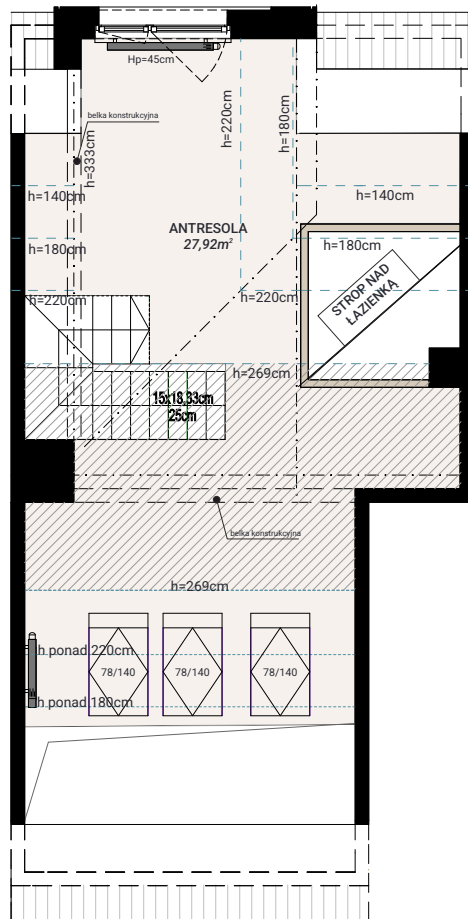 Hp=45cm
belka konstrukcyjna
h=333cm
h=220cm
h=180cm
h=140cm
h=140cm
ANTRESOLA
27,92m²
h=180cm
h=180cm
h=220cm
h=220cm
STROP NAD
ŁAZIENKA
h=269cm
15x18,33cm
25cm
belka konstrukcyjna
h=269cm
h ponad 220cm
78/140
78/140
78/140
h ponad 180cm